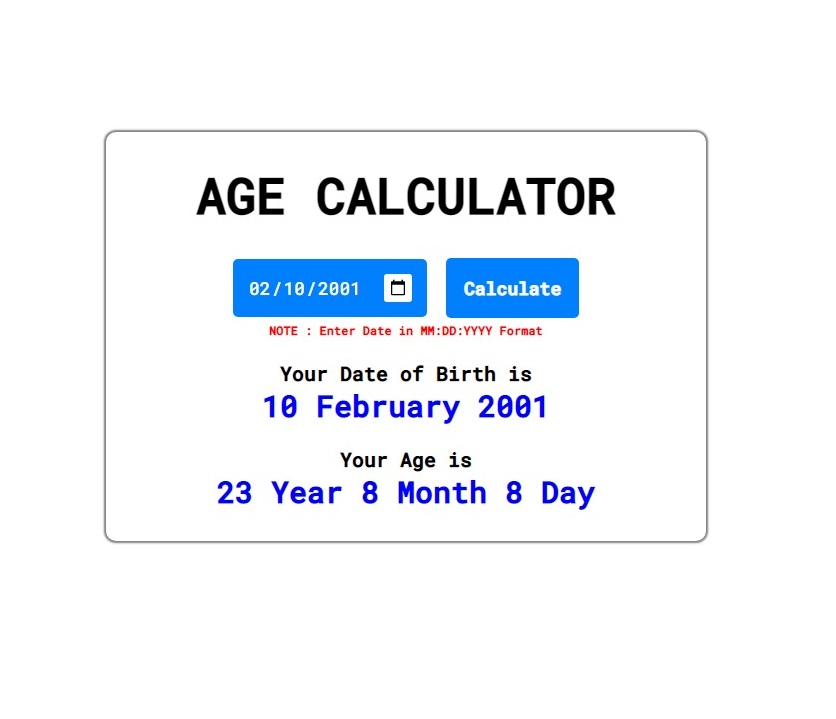 AGE CALCULATOR
02/10/2001 Calculate
NOTE : Enter Date in MM:DD:YYYY Format
Your Date of Birth is
10 February 2001
Your Age is
23 Year 8 Month 8 Day